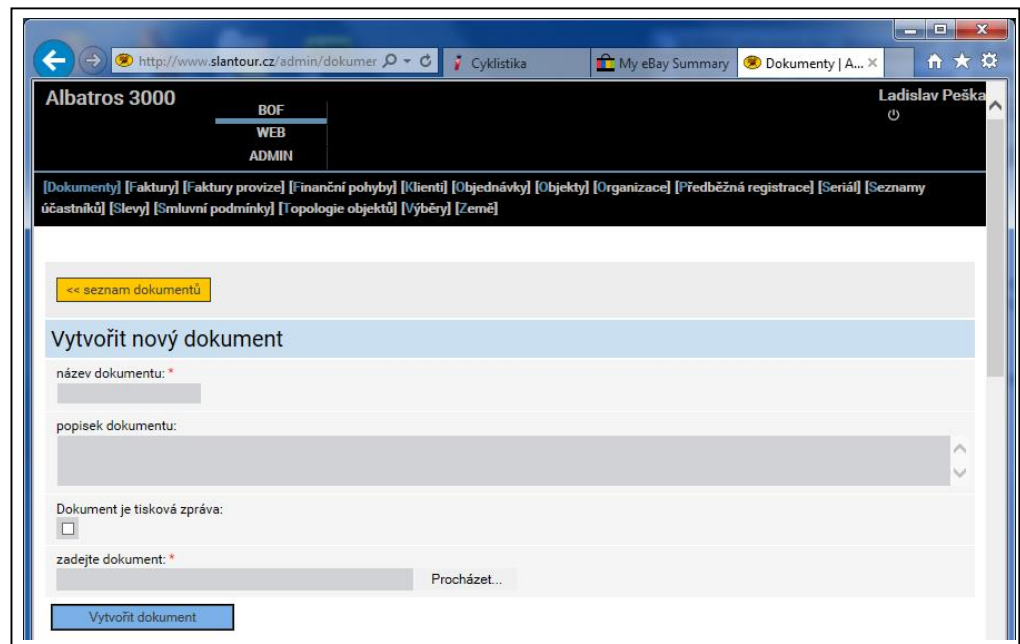 http://www.slantour.cz/admin/dokumer
Cyklistika
My eBay Summary
Dokumenty | A...
Albatros 3000
BOF
WEB
ADMIN
Ladislav Peška
[Dokumenty] [Faktury] [Faktury provize] [Finanční pohyby] [Klienti] [Objednávky] [Objekty] [Organizace] [Předběžná registrace] [Seriál] [Seznamy
účastníků] [Slevy] [Smluvní podmínky] [Topologie objektů] [Výběry] [Země]
<< seznam dokumentů
Vytvořit nový dokument
název dokumentu: *
popisek dokumentu:
Dokument je tisková zpráva:
zadejte dokument: *
Procházet...
Vytvořit dokument